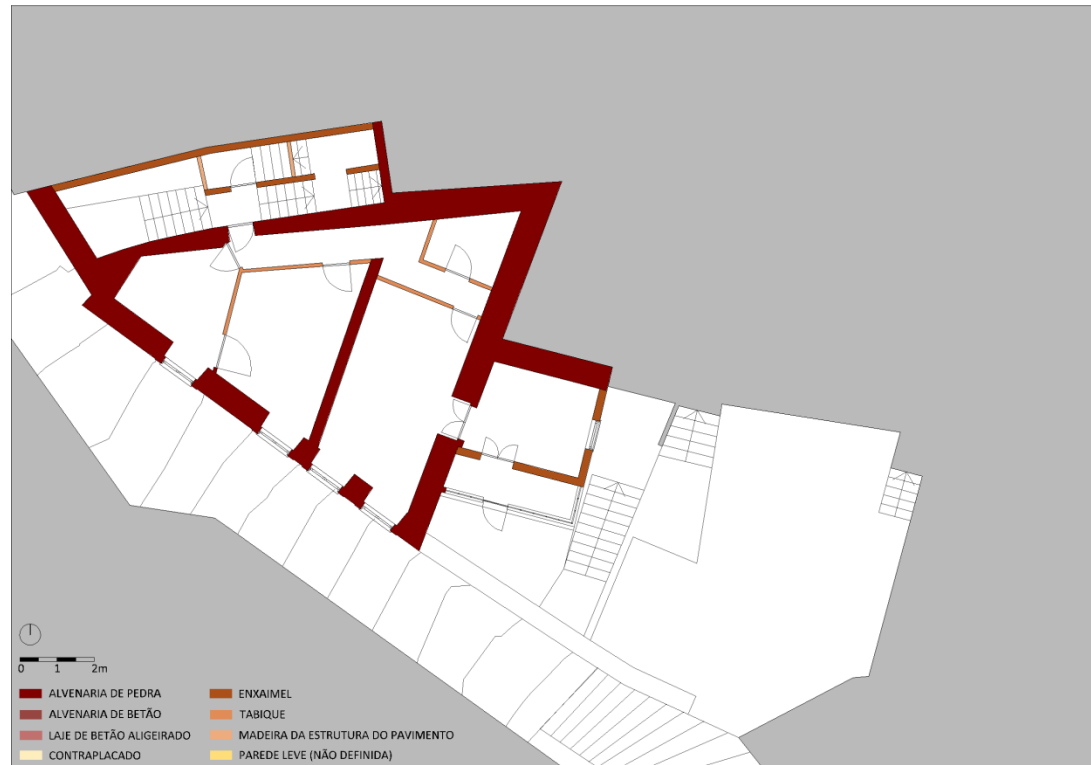 0 1 2m
ALVENARIA DE PEDRA
ALVENARIA DE BETÃO
LAJE DE BETÃO ALIGEIRADO
CONTRAPLACADO
ENXAIMEL
TABIQUE
MADEIRA DA ESTRUTURA DO PAVIMENTO
PAREDE LEVE (NÃO DEFINIDA)